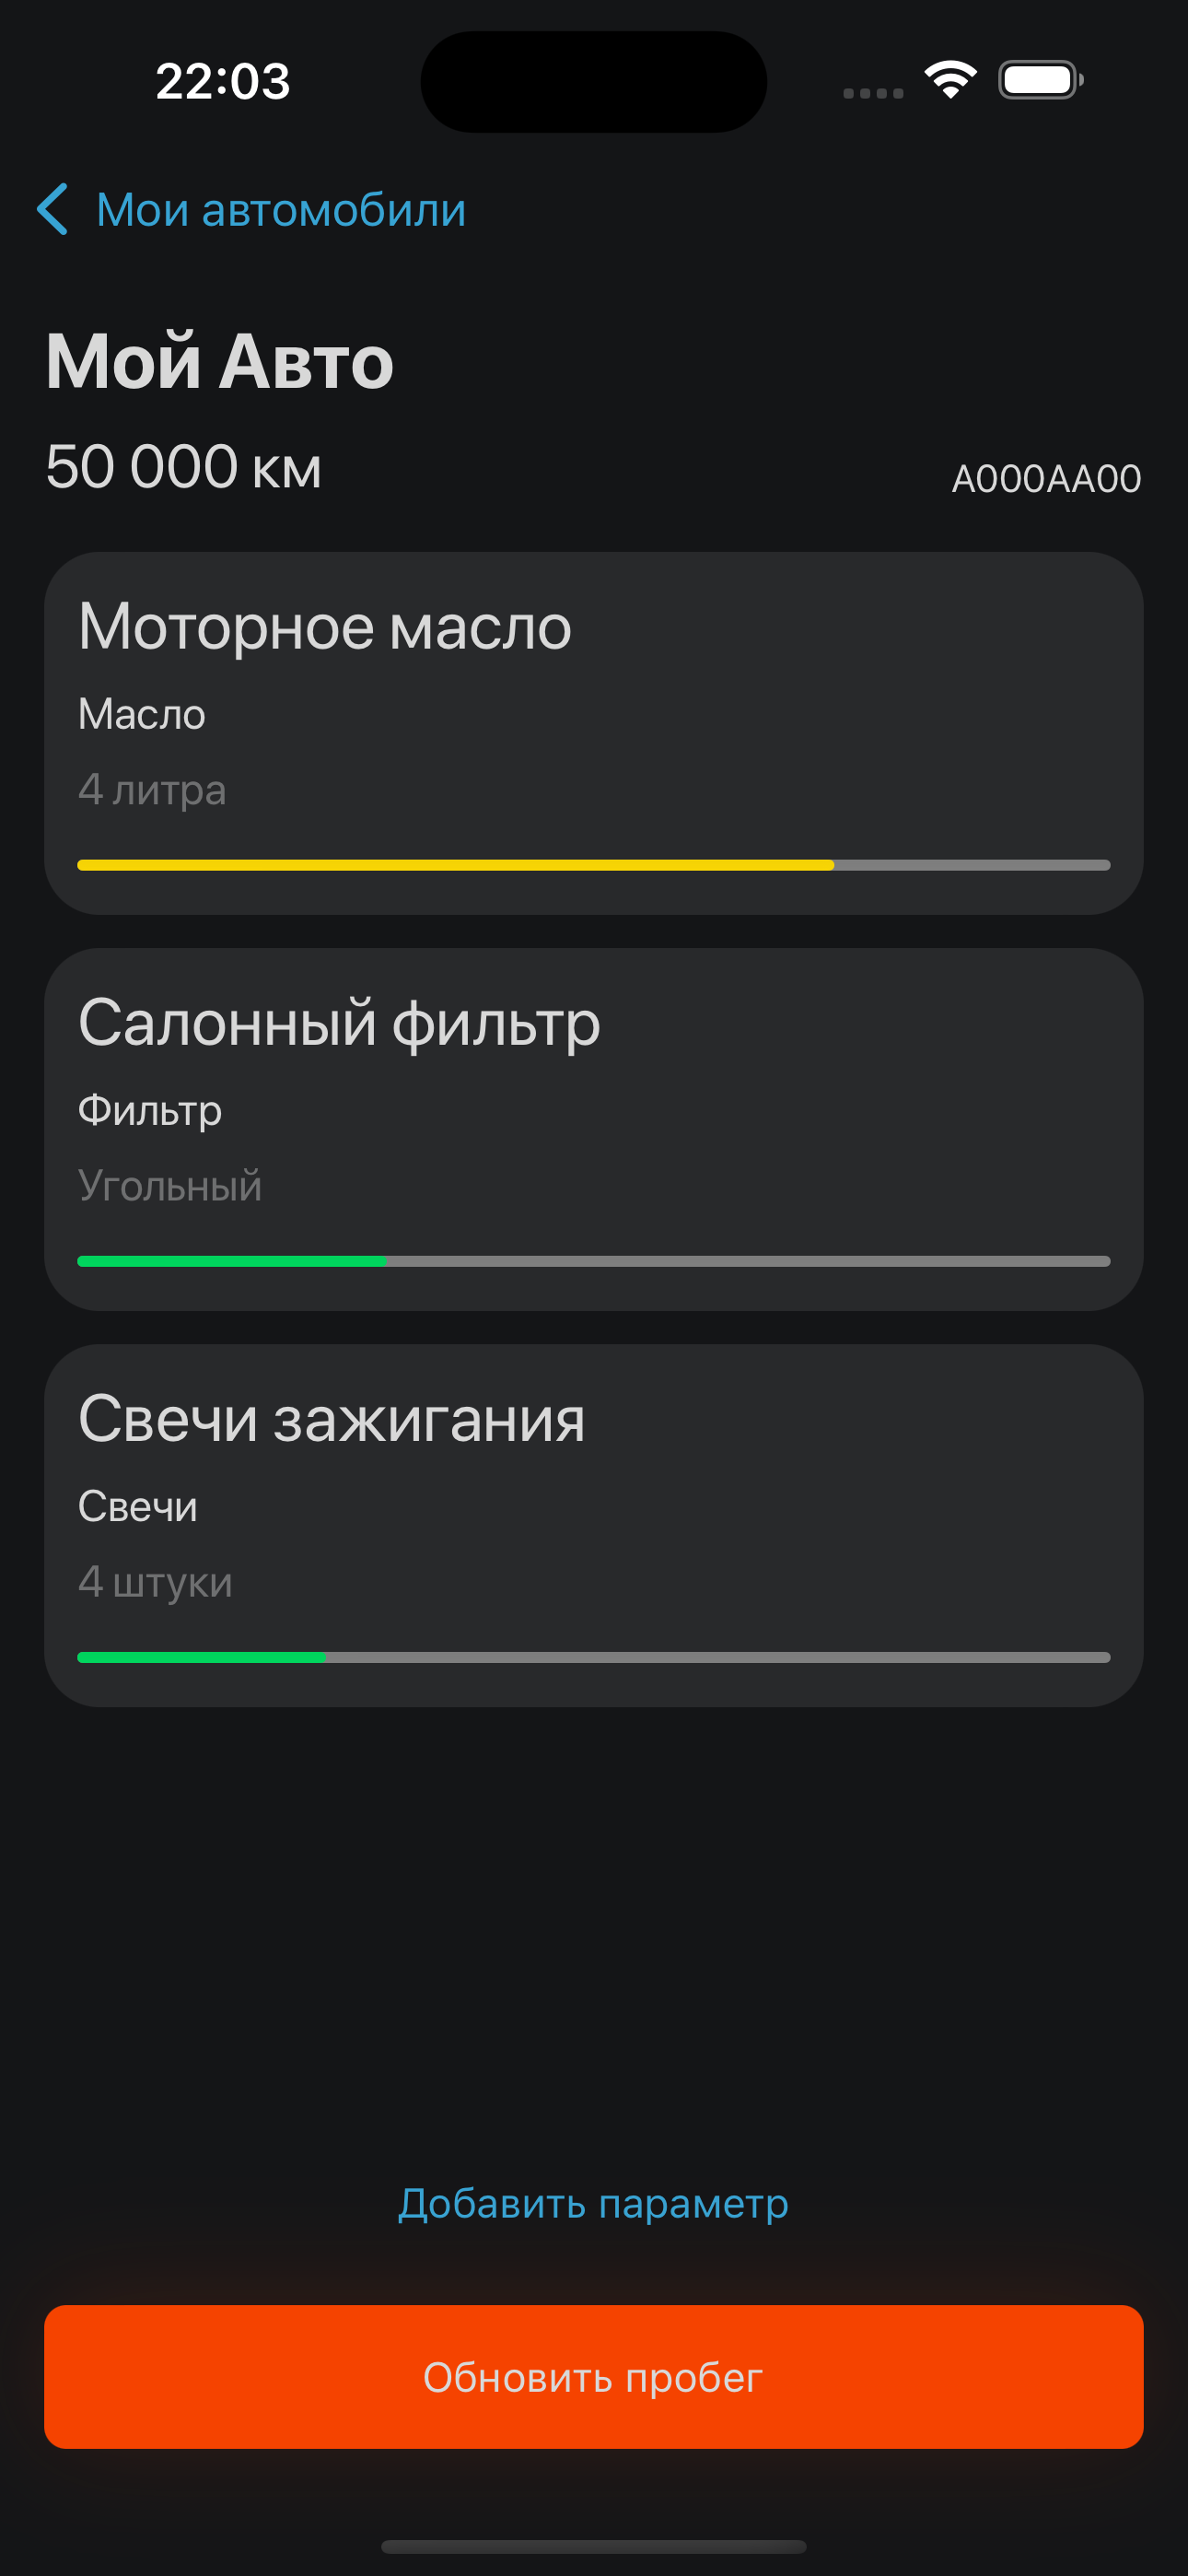 22:03
Мои автомобили
Мой Авто
50 000 км
А000АА00
Моторное масло
Масло
4 литра
Салонный фильтр
Фильтр
Угольный
Свечи зажигания
Свечи
4 штуки
Добавить параметр
Обновить пробег